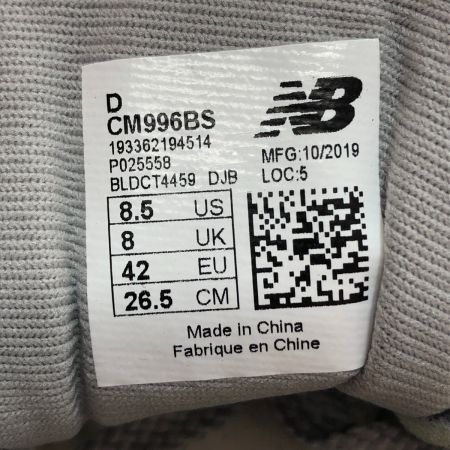 D
CM996BS
193362194514
P025558
BLDCT4459 DJB
NB
MFG:10/2019
LOC:5
8.5 US
8 UK
42 EU
26.5 CM
Made in China
Fabrique en Chine